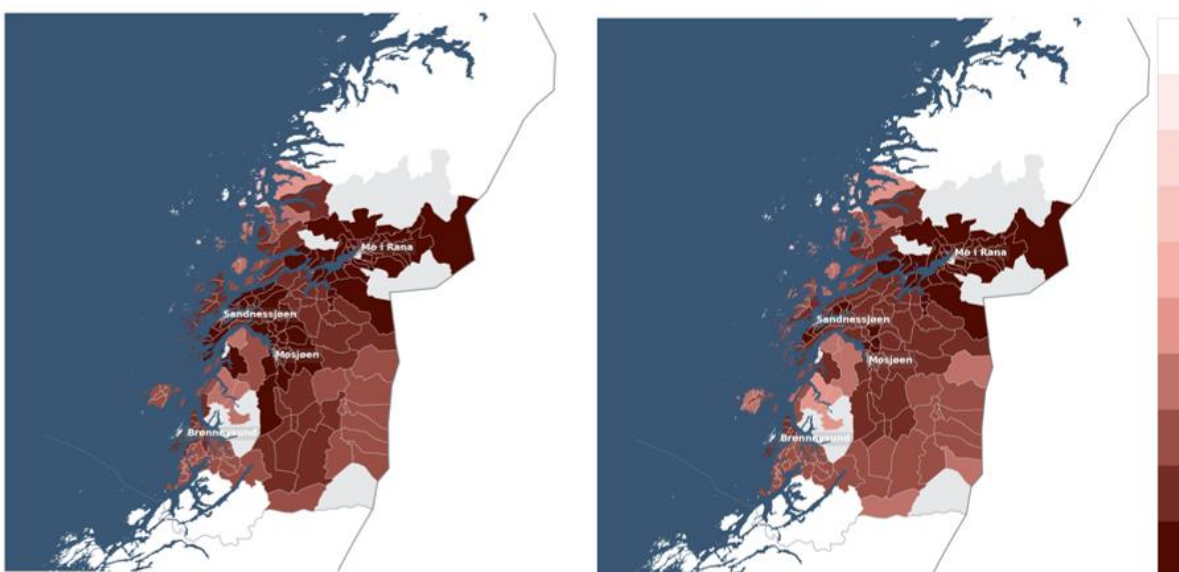 Mo i Rana
Sandnessjøen
Mosjøen
Brønnøysund
Mo i Rana
Sandnessjøen
Mosjøen
Brønnøysund